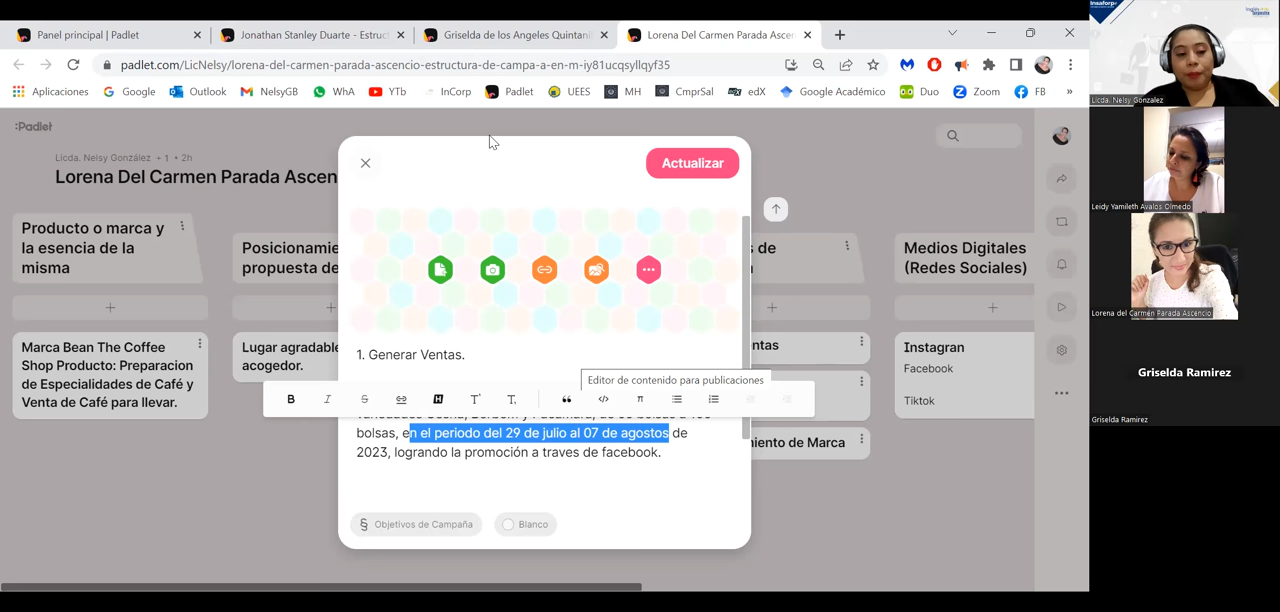 Panel principal | Padlet
Jonathan Stanley Duarte - Estruct
Griselda de los Angeles Quintanil
Lorena Del Carmen Parada Ascenc
padlet.com/LicNelsy/lorena-del-carmen-parada-ascencio-estructura-de-campa-a-en-m-iy81ucqsyllqyf35
Aplicaciones
Google
Outlook
NelsyGB
WhA
YTb
InCorp
Padlet
UEES
MH
CmprSal
edX
Google Académico
Duo
Zoom
FB
»
:Padlet
Licda. Nelsy González + 1 • 2h
Lorena Del Carmen Parada Ascen
Producto o marca y
la esencia de la
misma
Posicionamie
propuesta de
s de
Medios Digitales
(Redes Sociales)
Marca Bean The Coffee
Shop Producto: Preparacion
de Especialidades de Café y
Venta de Café para llevar.
Lugar agradable
acogedor.
ntas
niento de Marca
Instagran
Facebook
Tiktok
Actualizar
1. Generar Ventas.
Editor de contenido para publicaciones
bolsas, en el periodo del 29 de julio al 07 de agostos de
2023, logrando la promoción a traves de facebook.
Objetivos de Campaña
Blanco
Insaforp
Licda. Nelsy Gonzalez
Leidy Yamileth Avalos Olmedo
Lorena del Carmen Parada Ascencio
Griselda Ramirez
Griselda Ramirez